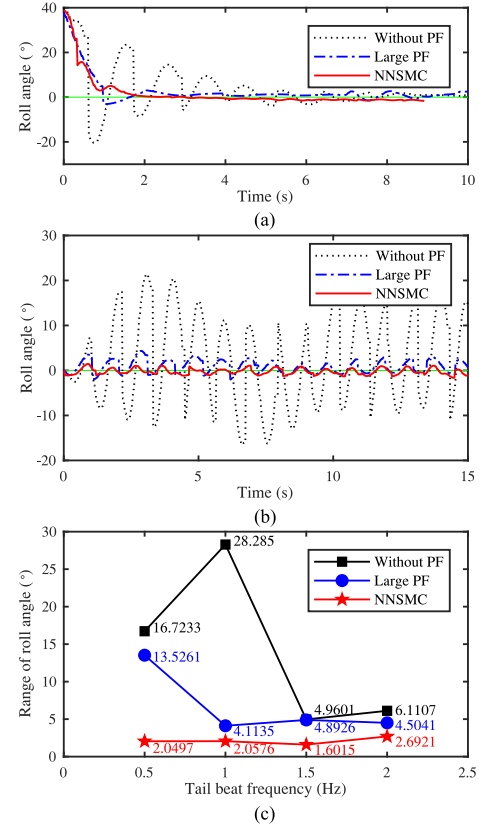 (a)
40
20
0
-20
Roll angle (°)
0 2 4 6 8 10
Time (s)
Without PF
Large PF
NNSMC
(a)
30
20
10
0
-10
-20
Roll angle (°)
0 5 10 15
Time (s)
Without PF
Large PF
NNSMC
(b)
30
25
20
15
10
5
0
Range of roll angle (°)
0 0.5 1 1.5 2 2.5
Tail beat frequency (Hz)
Without PF
Large PF
NNSMC
28.285
16.7233
13.5261
4.9601
6.1107
4.1135
4.8926
4.5041
2.0497
2.0576
1.6015
2.6921
(c)